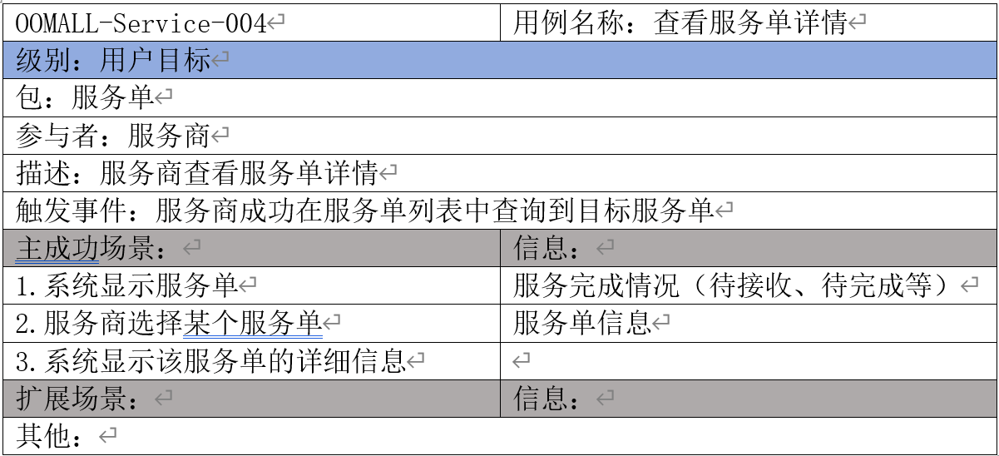 OOMALL-Service-004
用例名称：查看服务单详情
级别：用户目标
包：服务单
参与者：服务商
描述：服务商查看服务单详情
触发事件：服务商成功在服务单列表中查询到目标服务单
主成功场景：
信息：
1.系统显示服务单
服务完成情况（待接收、待完成等）
2.服务商选择某个服务单
服务单信息
3.系统显示该服务单的详细信息
扩展场景：
信息：
其他：